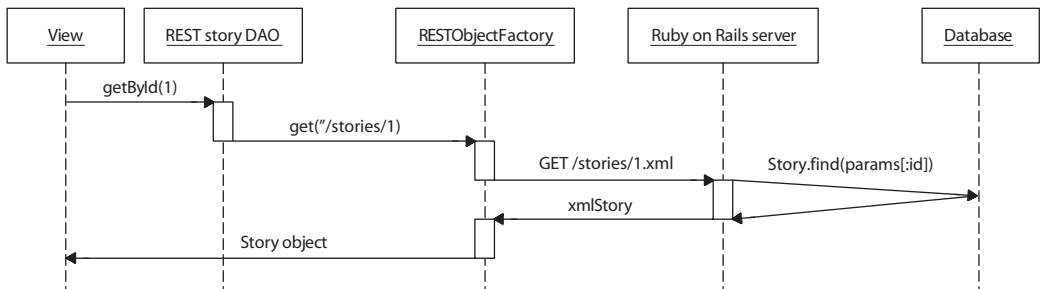 View
REST story DAO
RESTObjectFactory
Ruby on Rails server
Database
getById(1)
get("/stories/1)
GET /stories/1.xml
Story.find(params[:id])
xmlStory
Story object